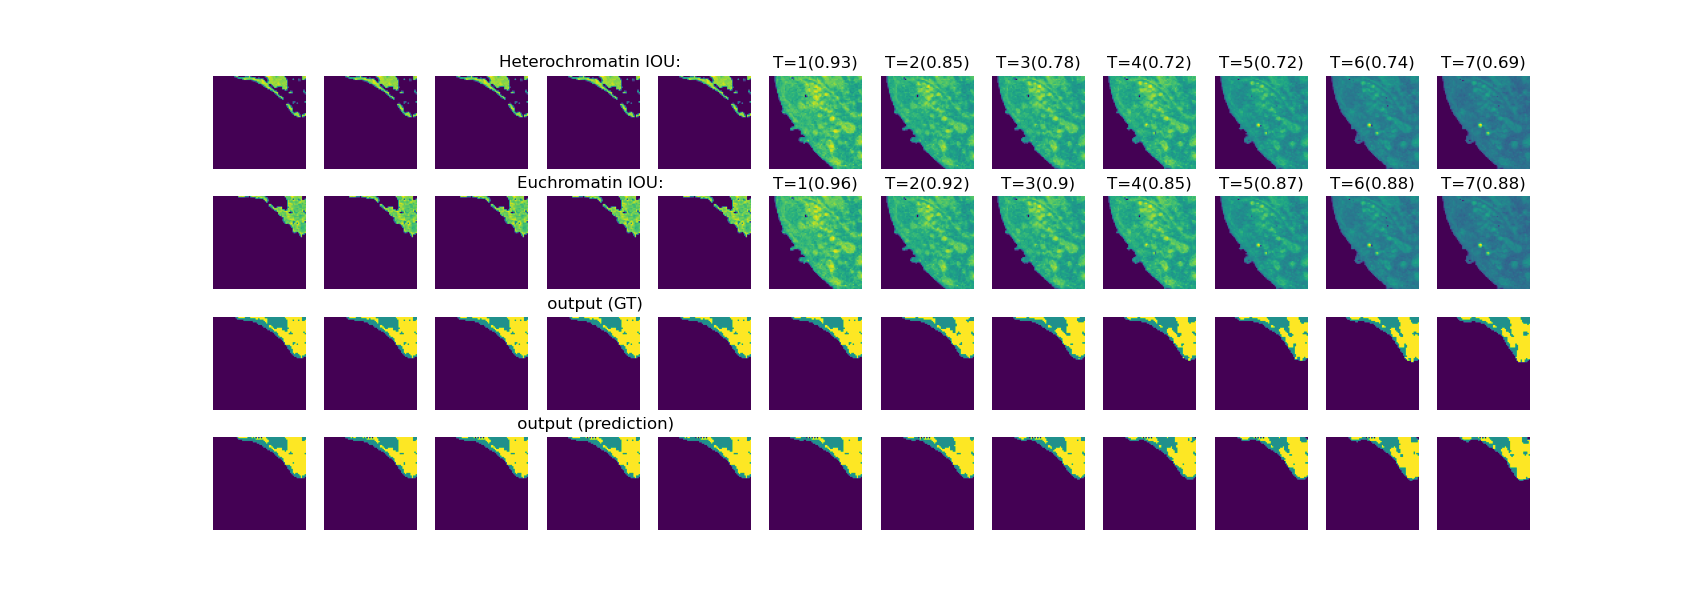 Heterochromatin IOU: T=1(0.93) T=2(0.85) T=3(0.78) T=4(0.72) T=5(0.72) T=6(0.74) T=7(0.69)
Euchromatin IOU: T=1(0.96) T=2(0.92) T=3(0.9) T=4(0.85) T=5(0.87) T=6(0.88) T=7(0.88)
output (GT)
output (prediction)